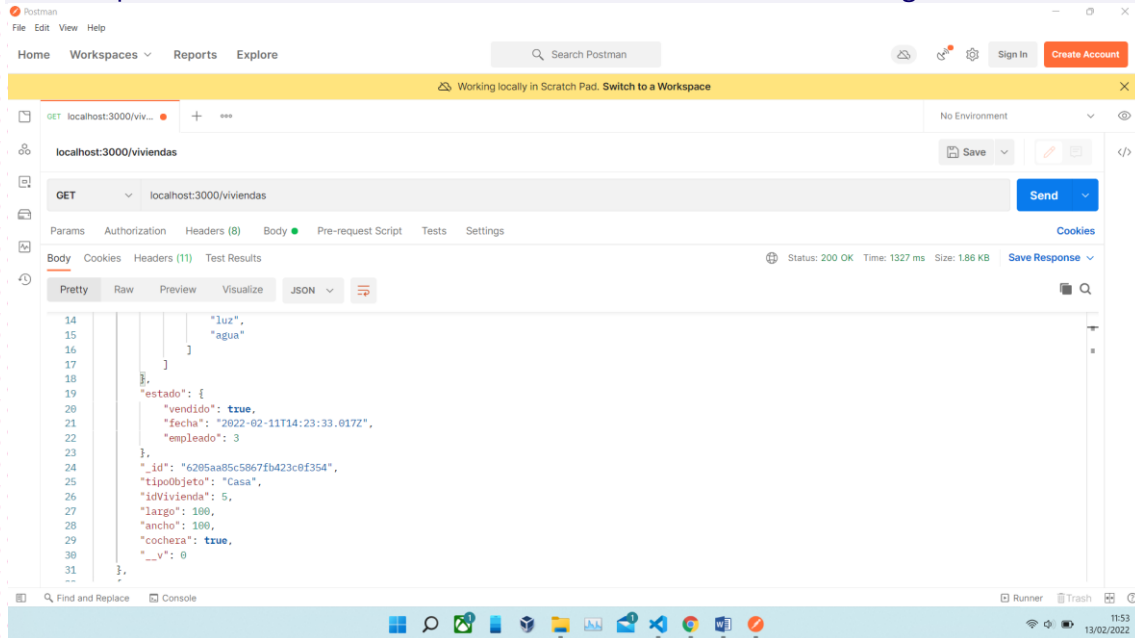 Postman
File Edit View Help
Home Workspaces Reports Explore Search Postman Sign In Create Account
Working locally in Scratch Pad. Switch to a Workspace
GET localhost:3000/viv... No Environment
localhost:3000/viviendas Save
GET localhost:3000/viviendas Send
Params Authorization Headers (8) Body Pre-request Script Tests Settings Cookies
Body Cookies Headers (11) Test Results Status: 200 OK Time: 1327 ms Size: 1.86 KB Save Response
Pretty Raw Preview Visualize JSON
14 "luz",
15 "agua"
16 ]
17 ]
18 },
19 "estado": {
20 "vendido": true,
21 "fecha": "2022-02-11T14:23:33.017Z",
22 "empleado": 3
23 },
24 "_id": "6205aa85c5867fb423c0f354",
25 "tipoObjeto": "Casa",
26 "idVivienda": 5,
27 "largo": 100,
28 "ancho": 100,
29 "cochera": true,
30 "__v": 0
31 },
Find and Replace Console Runner Trash
11:53
13/02/2022